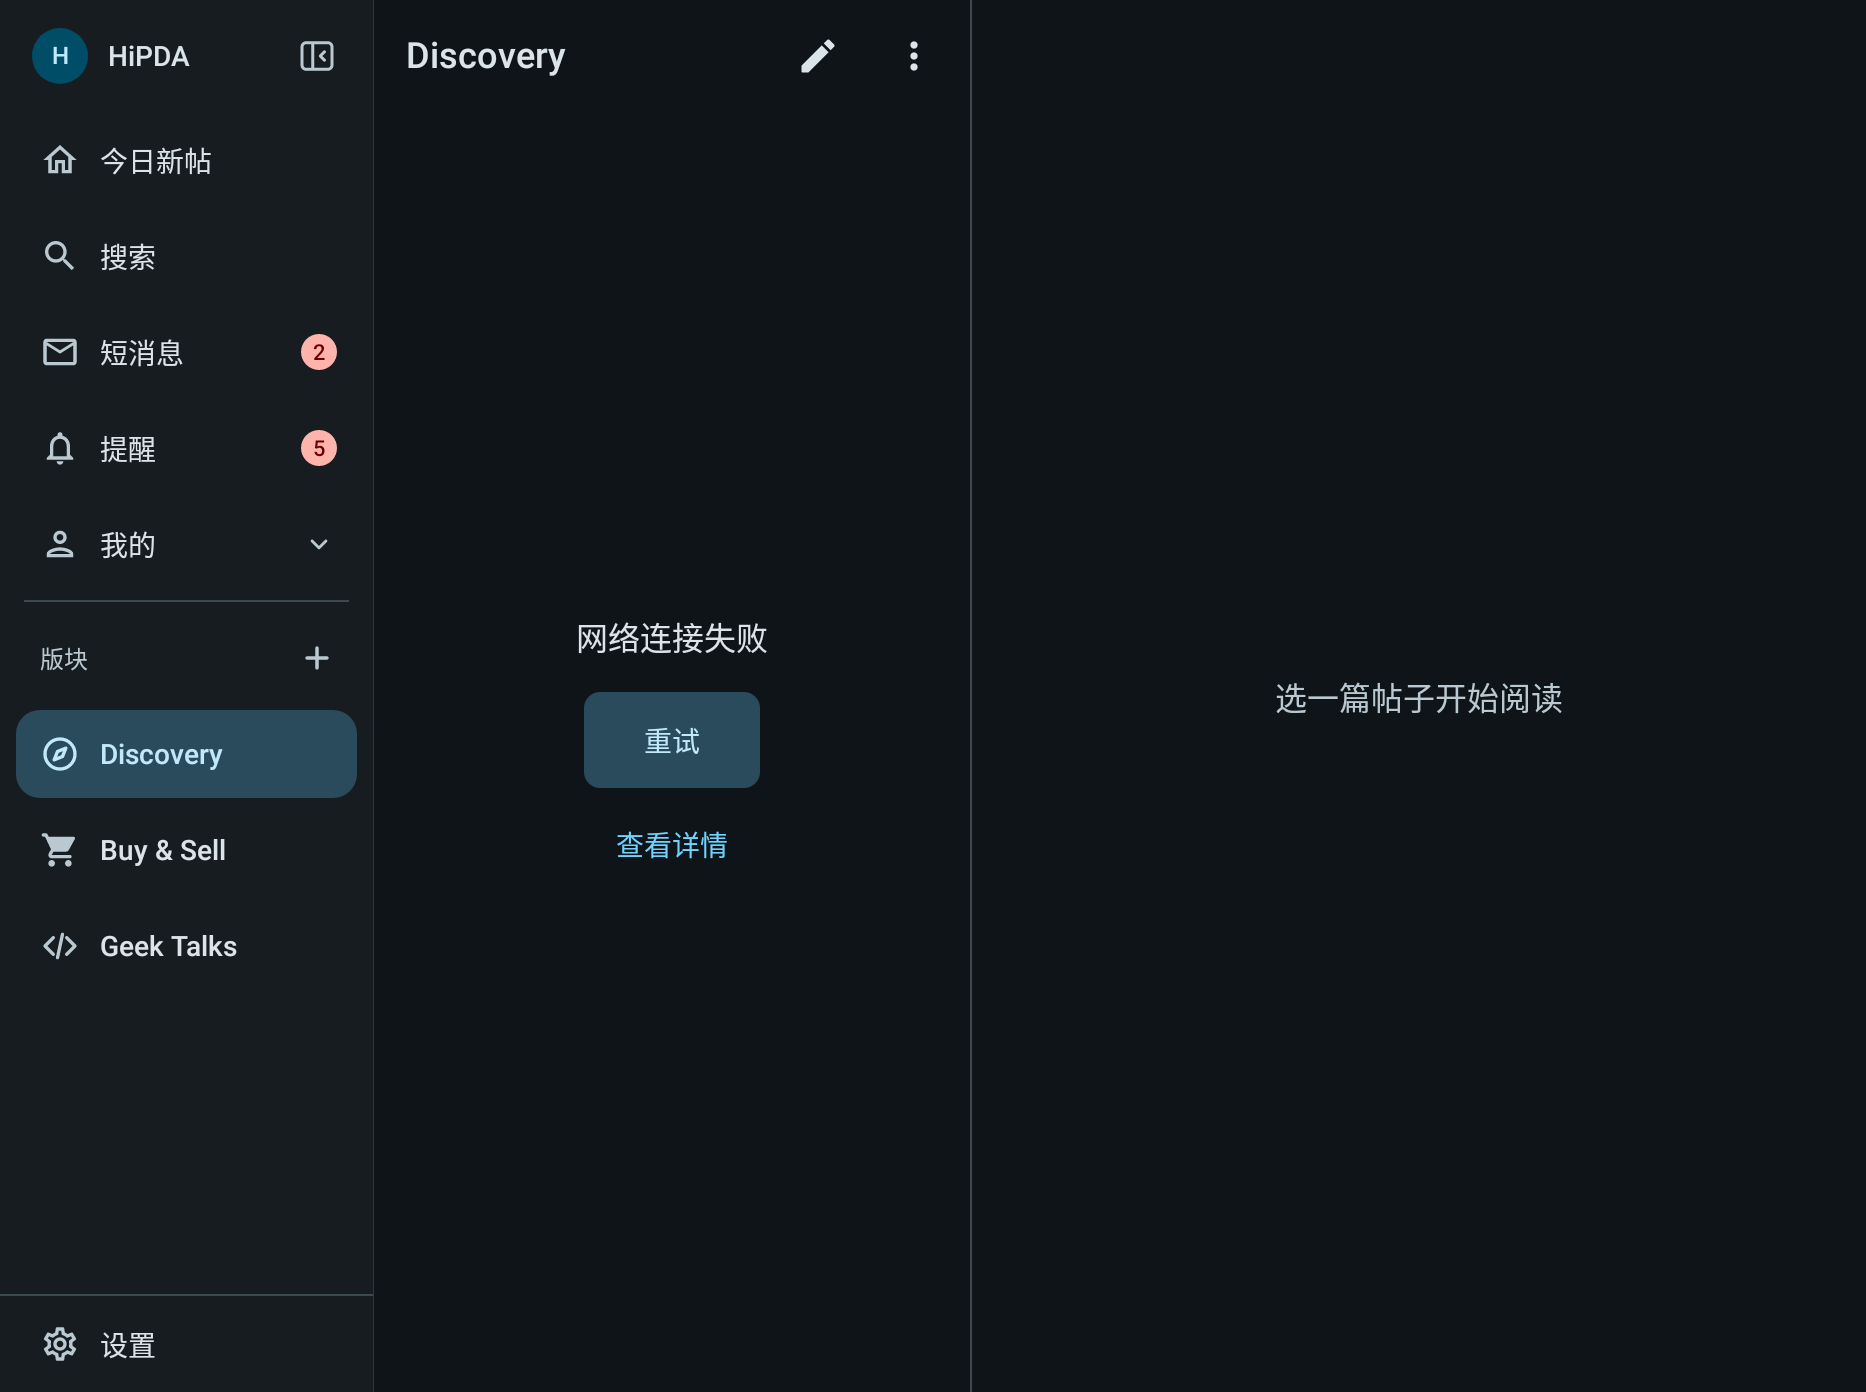 H
HiPDA
今日新帖
搜索
短消息
2
提醒
5
我的
版块
Discovery
Buy & Sell
Geek Talks
设置
Discovery
网络连接失败
重试
查看详情
选一篇帖子开始阅读